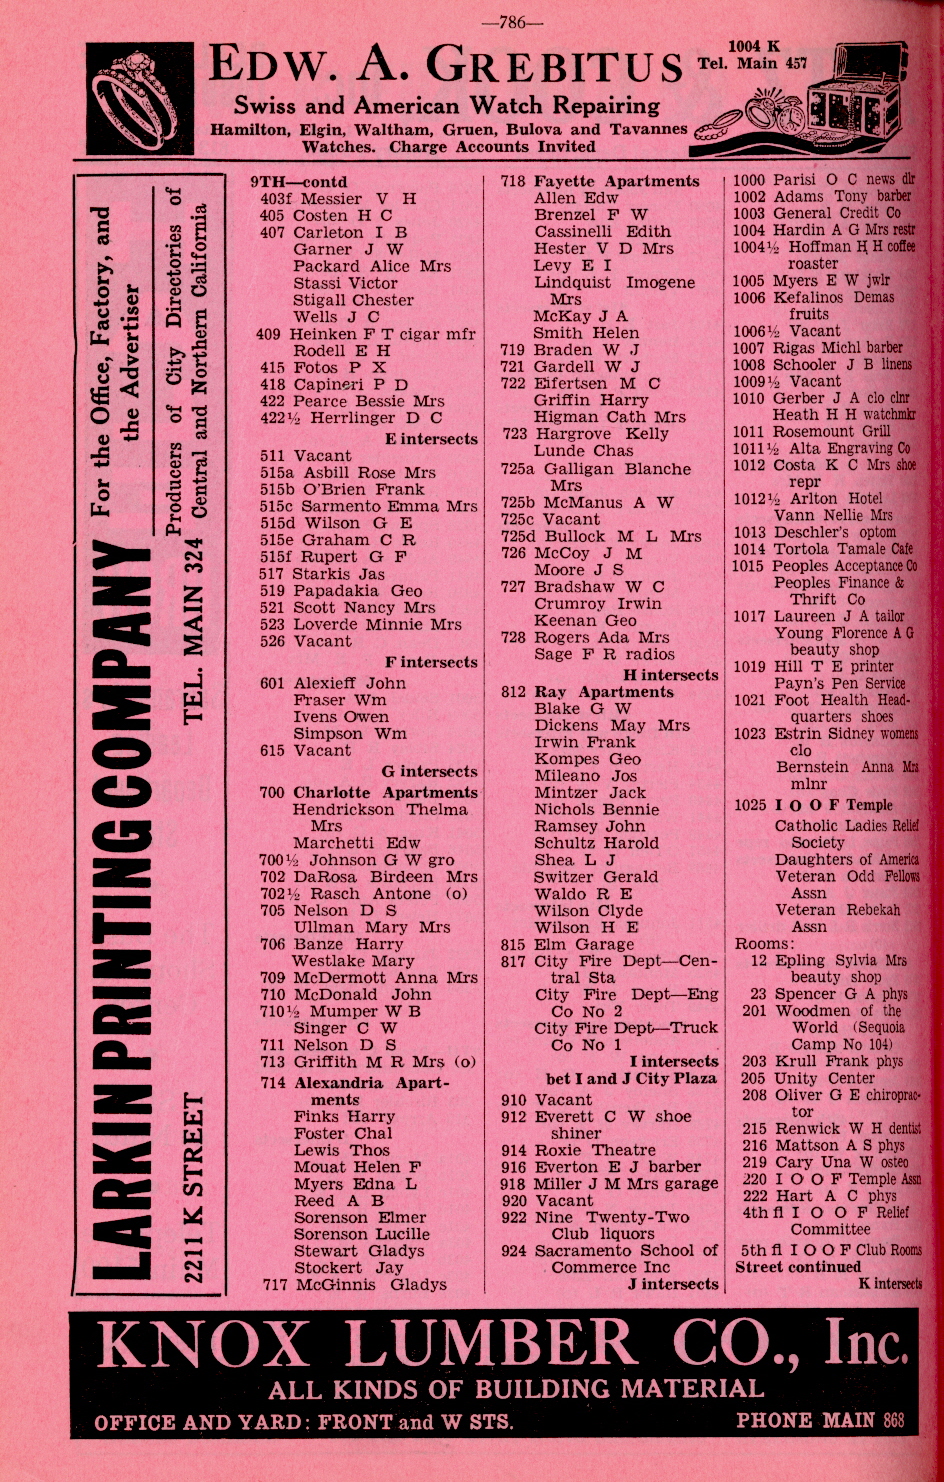 —786—
EDW. A. GREBITUS
1004 K
Tel. Main 457
Swiss and American Watch Repairing
Hamilton, Elgin, Waltham, Gruen, Bulova and Tavannes
Watches. Charge Accounts Invited
LARKIN PRINTING COMPANY
For the Office, Factory, and
the Advertiser
2211 K STREET
TEL. MAIN 324
Producers of City Directories of
Central and Northern California
9TH—contd
403f Messier V H
405 Costen H C
407 Carleton I B
Garner J W
Packard Alice Mrs
Stassi Victor
Stigall Chester
Wells J C
409 Heinken F T cigar mfr
Rodell E H
415 Fotos P X
418 Capineri P D
422 Pearce Bessie Mrs
422½ Herrlinger D C
E intersects
511 Vacant
515a Asbill Rose Mrs
515b O'Brien Frank
515c Sarmento Emma Mrs
515d Wilson G E
515e Graham C R
515f Rupert G F
517 Starkis Jas
519 Papadakia Geo
521 Scott Nancy Mrs
523 Loverde Minnie Mrs
526 Vacant
F intersects
601 Alexieff John
Fraser Wm
Ivens Owen
Simpson Wm
615 Vacant
G intersects
700 Charlotte Apartments
Hendrickson Thelma
Mrs
Marchetti Edw
700½ Johnson G W gro
702 DaRosa Birdeen Mrs
702½ Rasch Antone (o)
705 Nelson D S
Ullman Mary Mrs
706 Banze Harry
Westlake Mary
709 McDermott Anna Mrs
710 McDonald John
710½ Mumper W B
Singer C W
711 Nelson D S
713 Griffith M R Mrs (o)
714 Alexandria Apart-
ments
Finks Harry
Foster Chal
Lewis Thos
Mouat Helen F
Myers Edna L
Reed A B
Sorenson Elmer
Sorenson Lucille
Stewart Gladys
Stockert Jay
717 McGinnis Gladys
718 Fayette Apartments
Allen Edw
Brenzel F W
Cassinelli Edith
Hester V D Mrs
Levy E I
Lindquist Imogene
Mrs
McKay J A
Smith Helen
719 Braden W J
721 Gardell W J
722 Eifertsen M C
Griffin Harry
Higman Cath Mrs
723 Hargrove Kelly
Lunde Chas
725a Galligan Blanche
Mrs
725b McManus A W
725c Vacant
725d Bullock M L Mrs
726 McCoy J M
Moore J S
727 Bradshaw W C
Crumroy Irwin
Keenan Geo
728 Rogers Ada Mrs
Sage F R radios
H intersects
812 Ray Apartments
Blake G W
Dickens May Mrs
Irwin Frank
Kompes Geo
Mileano Jos
Mintzer Jack
Nichols Bennie
Ramsey John
Schultz Harold
Shea L J
Switzer Gerald
Waldo R E
Wilson Clyde
Wilson H E
815 Elm Garage
817 City Fire Dept—Cen-
tral Sta
City Fire Dept—Eng
Co No 2
City Fire Dept—Truck
Co No 1
I intersects
bet I and J City Plaza
910 Vacant
912 Everett C W shoe
shiner
914 Roxie Theatre
916 Everton E J barber
918 Miller J M Mrs garage
920 Vacant
922 Nine Twenty-Two
Club liquors
924 Sacramento School of
Commerce Inc
J intersects
1000 Parisi O C news dlr
1002 Adams Tony barber
1003 General Credit Co
1004 Hardin A G Mrs restr
1004½ Hoffman H H coffee
roaster
1005 Myers E W jwlr
1006 Kefalinos Demas
fruits
1006½ Vacant
1007 Rigas Michl barber
1008 Schooler J B linens
1009½ Vacant
1010 Gerber J A clo clnr
Heath H H watchmkr
1011 Rosemount Grill
1011½ Alta Engraving Co
1012 Costa K C Mrs shoe
repr
1012½ Arlton Hotel
Vann Nellie Mrs
1013 Deschler's optom
1014 Tortola Tamale Cafe
1015 Peoples Acceptance Co
Peoples Finance &
Thrift Co
1017 Laureen J A tailor
Young Florence A G
beauty shop
1019 Hill T E printer
Payn's Pen Service
1021 Foot Health Head-
quarters shoes
1023 Estrin Sidney womens
clo
Bernstein Anna Mrs
mlnr
1025 I O O F Temple
Catholic Ladies Relief
Society
Daughters of America
Veteran Odd Fellows
Assn
Veteran Rebekah
Assn
Rooms:
12 Epling Sylvia Mrs
beauty shop
23 Spencer G A phys
201 Woodmen of the
World (Sequoia
Camp No 104)
203 Krull Frank phys
205 Unity Center
208 Oliver G E chiroprac-
tor
215 Renwick W H dentist
216 Mattson A S phys
219 Cary Una W osteo
220 I O O F Temple Assn
222 Hart A C phys
4th fl I O O F Relief
Committee
5th fl I O O F Club Rooms
Street continued
K intersects
KNOX LUMBER CO., Inc.
ALL KINDS OF BUILDING MATERIAL
OFFICE AND YARD: FRONT and W STS.
PHONE MAIN 868